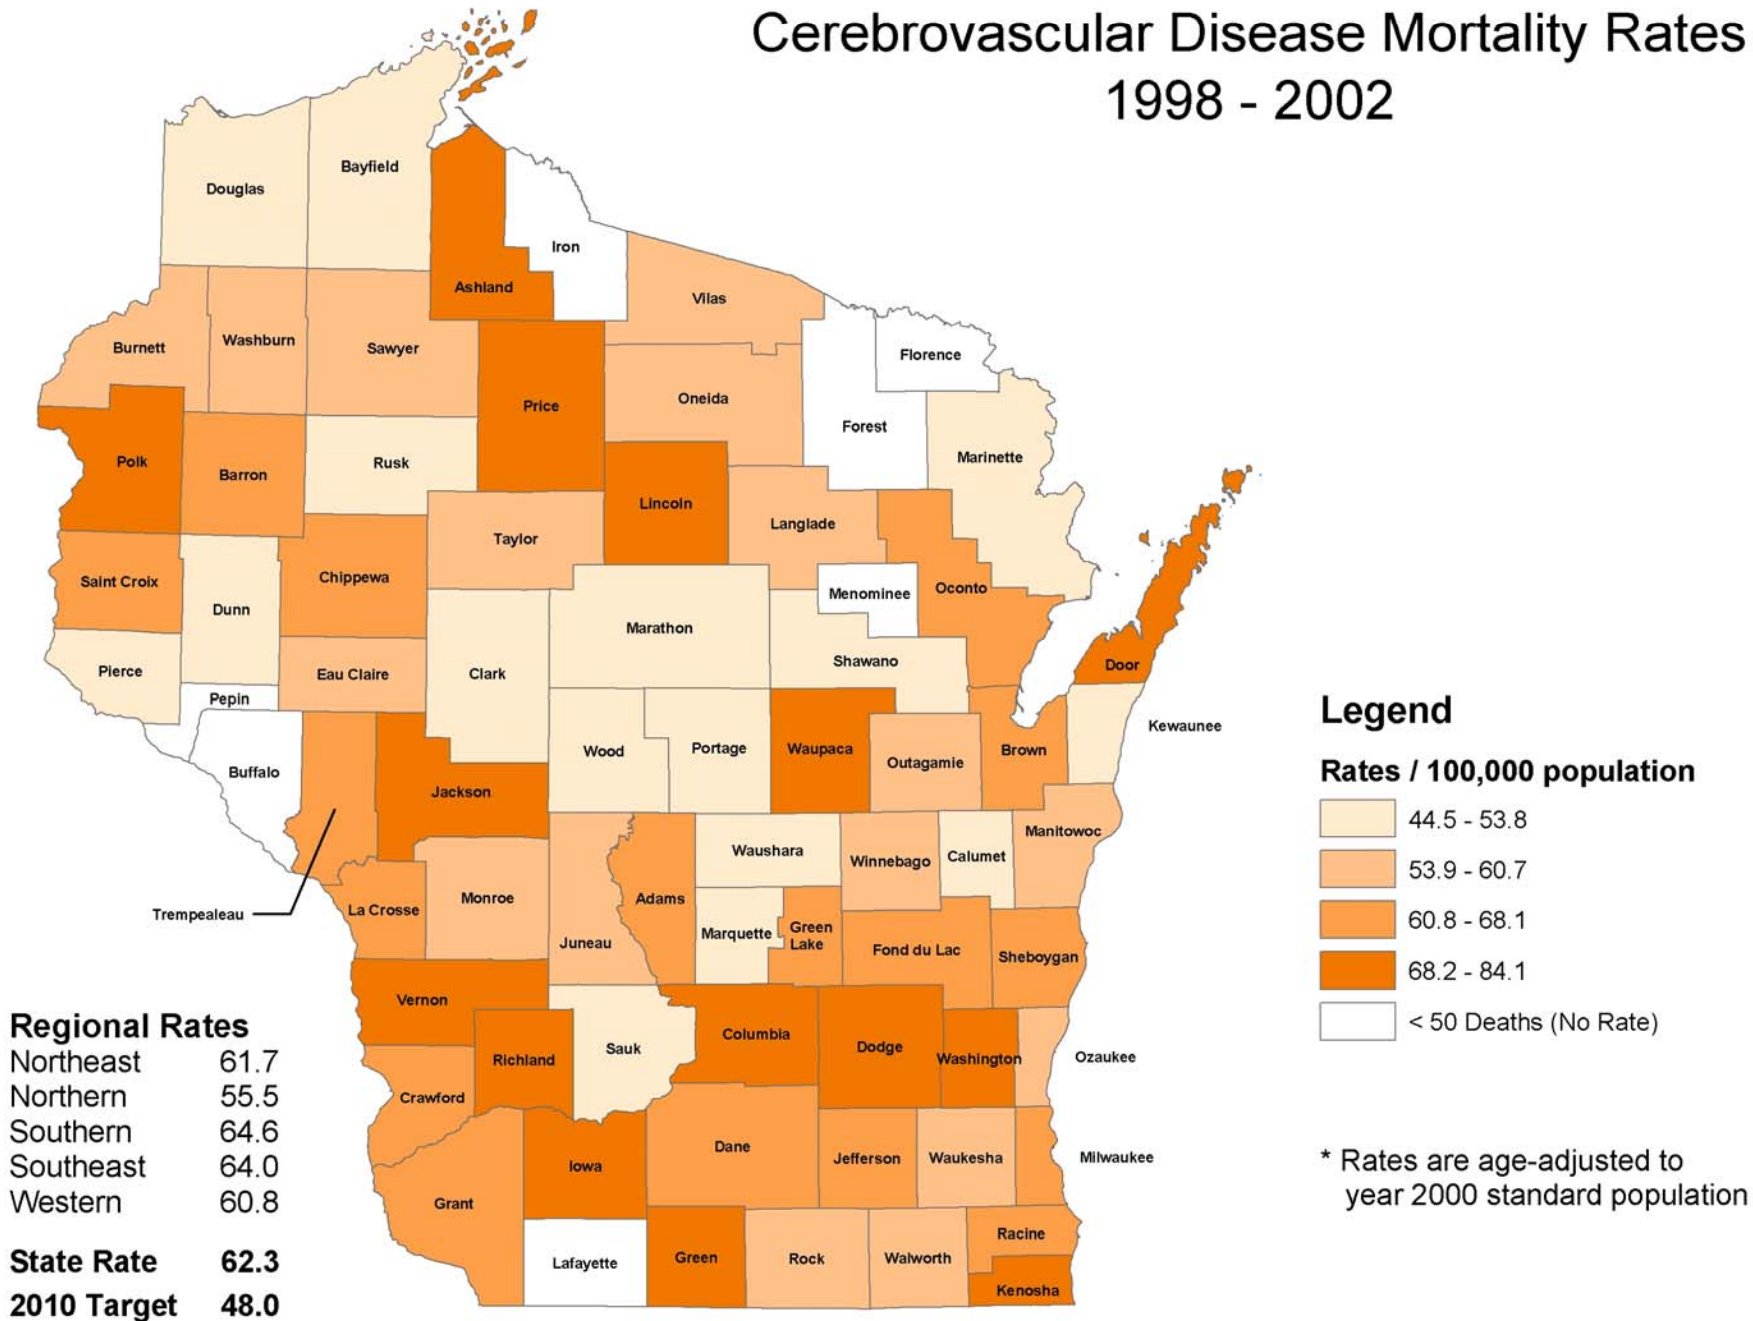 Cerebrovascular Disease Mortality Rates
1998 - 2002
Bayfield
Douglas
Iron
Ashland
Vilas
Washburn
Burnett
Sawyer
Florence
Oneida
Price
Forest
Marinette
Polk
Rusk
Barron
Lincoln
Langlade
Taylor
Chippewa
Saint Croix
Oconto
Menominee
Dunn
Marathon
Shawano
Door
Pierce
Eau Claire
Clark
Pepin
Kewaunee
Wood
Portage
Waupaca
Brown
Outagamie
Buffalo
Jackson
Manitowoc
Waushara
Calumet
Winnebago
Monroe
Adams
La Crosse
Trempealeau
Green
Lake
Marquette
Juneau
Fond du Lac
Sheboygan
Vernon
Columbia
Dodge
Sauk
Richland
Washington
Ozaukee
Crawford
Dane
Jefferson
Waukesha
Milwaukee
Iowa
Grant
Racine
Lafayette
Green
Rock
Walworth
Kenosha
Legend
Rates / 100,000 population
44.5 - 53.8
53.9 - 60.7
60.8 - 68.1
68.2 - 84.1
< 50 Deaths (No Rate)
* Rates are age-adjusted to
year 2000 standard population
Regional Rates
Northeast 61.7
Northern 55.5
Southern 64.6
Southeast 64.0
Western 60.8
State Rate 62.3
2010 Target 48.0